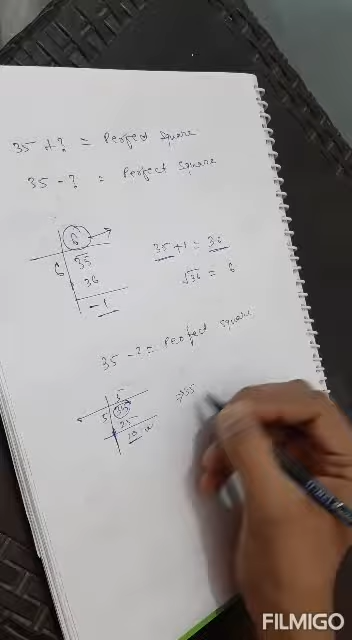 35 + ? = Perfect Square
35 - ? = Perfect Square
6
6 35
36
-1
35 + 1 = 36
√36 = 6
35 - ? = Perfect Square
5
5 35
25
10
⇒ 35
FILMIGO